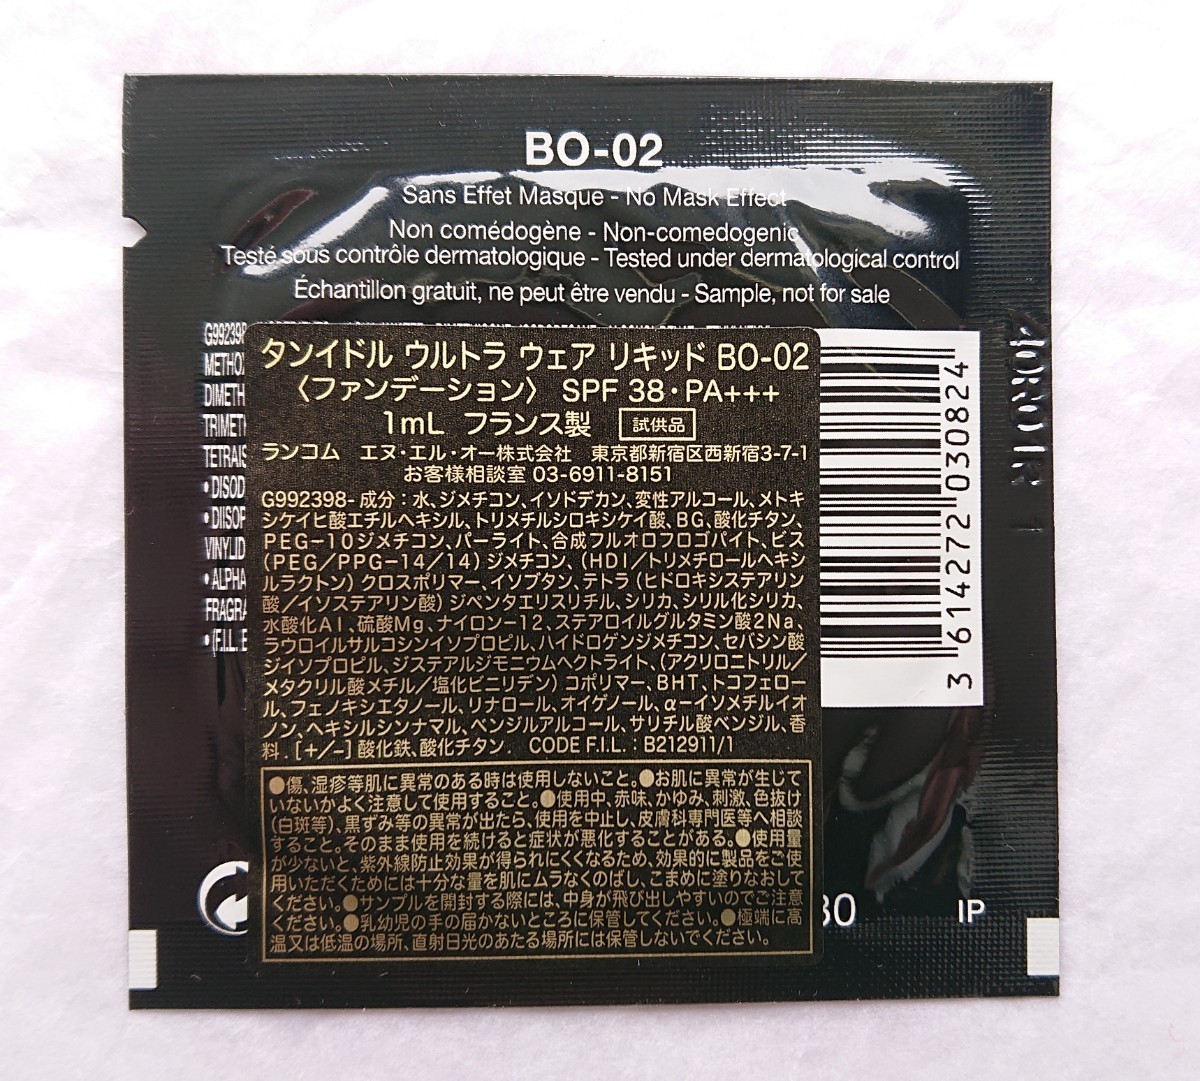 BO-02
Sans Effet Masque - No Mask Effect
Non comédogène - Non-comedogenic
Testé sous contrôle dermatologique - Tested under dermatological control
Échantillon gratuit, ne peut être vendu - Sample, not for sale
G992398
METHO
DIMETH
TRIMETH
TETRAIS
• DISOD
• DIISOP
VINYLID
• ALPHA
FRAGRA
• (F.I.L. B
タンイドル ウルトラ ウェア リキッド BO-02
〈ファンデーション〉 SPF 38・PA+++
1mL フランス製 試供品
ランコム エヌ・エル・オー株式会社 東京都新宿区西新宿3-7-1
お客様相談室 03-6911-8151
G992398- 成分：水、ジメチコン、イソドデカン、変性アルコール、メトキ
シケイヒ酸エチルヘキシル、トリメチルシロキシケイ酸、BG、酸化チタン、
PEG-10ジメチコン、パーライト、合成フルオロフロゴパイト、ビス
(PEG/PPG-14/14) ジメチコン、(HDI/トリメチロールヘキシ
ルラクトン) クロスポリマー、イソブタン、テトラ (ヒドロキシステアリン
酸/イソステアリン酸) ジペンタエリスリチル、シリカ、シリル化シリカ、
水酸化Al、硫酸Mg、ナイロン-12、ステアロイルグルタミン酸2Na、
ラウロイルサルコシンイソプロピル、ハイドロゲンジメチコン、セバシン酸
ジイソプロピル、ジステアルジモニウムヘクトライト、(アクリロニトリル/
メタクリル酸メチル/塩化ビニリデン) コポリマー、BHT、トコフェロー
ル、フェノキシエタノール、リナロール、オイゲノール、α-イソメチルイオ
ノン、ヘキシルシンナマル、ベンジルアルコール、サリチル酸ベンジル、香
料. [+/-] 酸化鉄、酸化チタン. CODE F.I.L. : B212911/1
●傷、湿疹等肌に異常のある時は使用しないこと。●お肌に異常が生じて
いないかよく注意して使用すること。●使用中、赤味、かゆみ、刺激、色抜け
(白斑等)、黒ずみ等の異常が出たら、使用を中止し、皮膚科専門医等へ相談
すること。そのまま使用を続けると症状が悪化することがある。●使用量
が少ないと、紫外線防止効果が得られにくくなるため、効果的に製品をご使
用いただくためには十分な量を肌にムラなくのばし、こまめに塗りなおして
ください。●サンプルを開封する際には、中身が飛び出しやすいのでご注意
ください。●乳幼児の手の届かないところに保管してください。●極端に高
温又は低温の場所、直射日光のあたる場所には保管しないでください。
3 614272 030824
30
IP